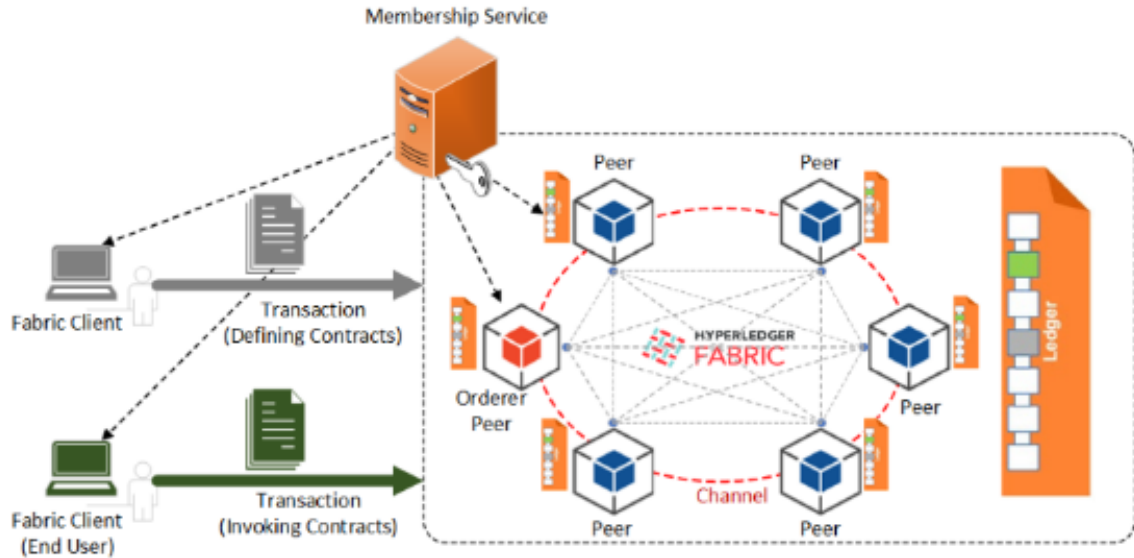 Membership Service
Peer
Peer
Fabric Client
Transaction
(Defining Contracts)
HYPERLEDGER
FABRIC
Ledger
Orderer
Peer
Peer
Fabric Client
(End User)
Transaction
(Invoking Contracts)
Channel
Peer
Peer